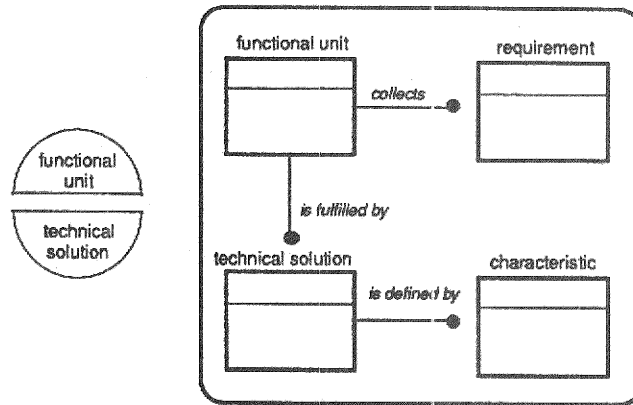 functional
unit
technical
solution
functional unit
requirement
collects
is fulfilled by
technical solution
characteristic
is defined by